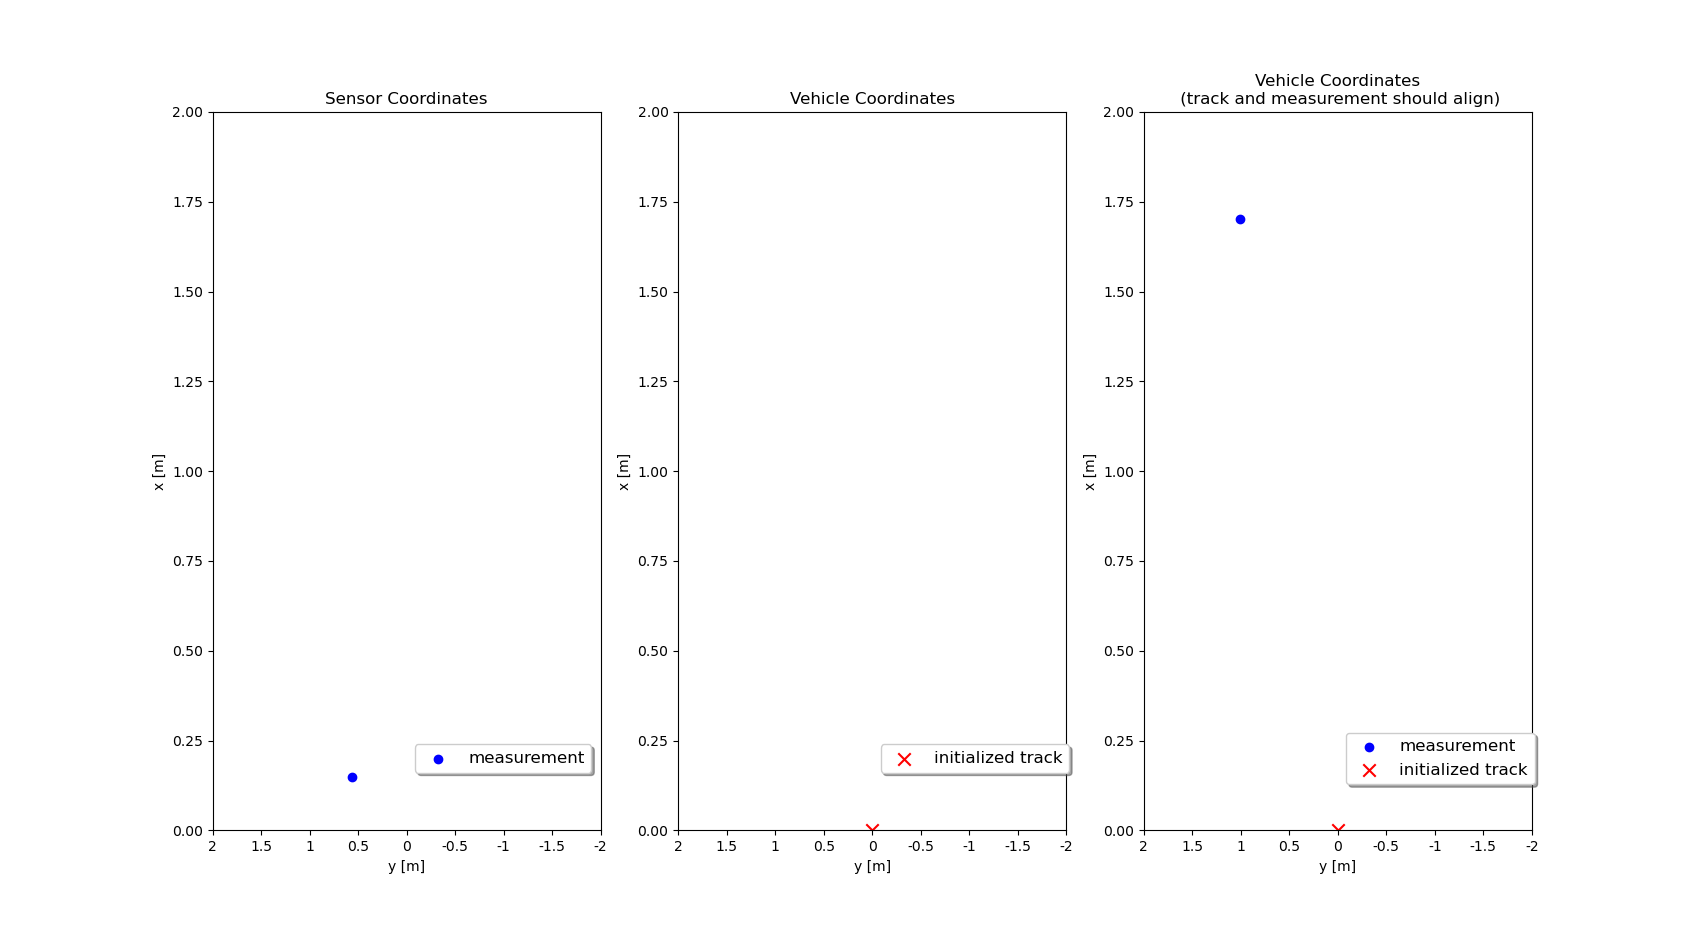 Sensor Coordinates
2.00
1.75
1.50
1.25
1.00
0.75
0.50
0.25
0.00
x [m]
measurement
2 1.5 1 0.5 0 -0.5 -1 -1.5 -2
y [m]
Vehicle Coordinates
2.00
1.75
1.50
1.25
1.00
0.75
0.50
0.25
0.00
x [m]
initialized track
2 1.5 1 0.5 0 -0.5 -1 -1.5 -2
y [m]
Vehicle Coordinates
(track and measurement should align)
2.00
1.75
1.50
1.25
1.00
0.75
0.50
0.25
0.00
x [m]
measurement
initialized track
2 1.5 1 0.5 0 -0.5 -1 -1.5 -2
y [m]